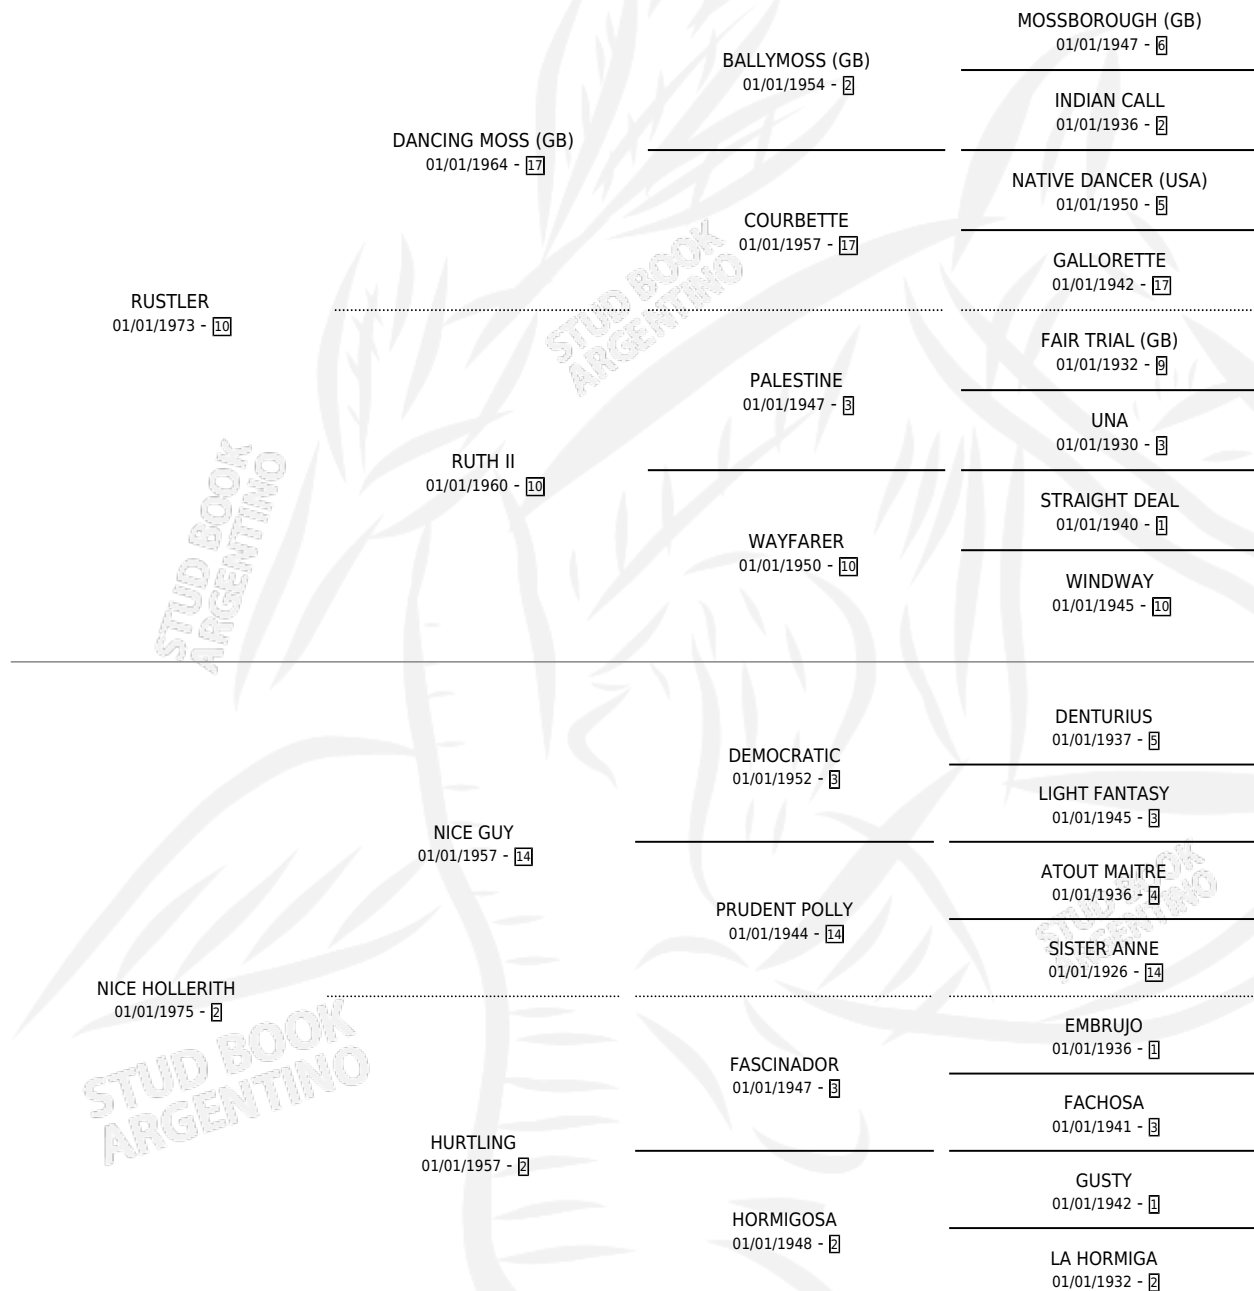 MOSSBOROUGH (GB)
01/01/1947 - 6
BALLYMOSS (GB)
01/01/1954 - 2
INDIAN CALL
01/01/1936 - 2
DANCING MOSS (GB)
01/01/1964 - 17
NATIVE DANCER (USA)
01/01/1950 - 5
COURBETTE
01/01/1957 - 17
GALLORETTE
01/01/1942 - 17
RUSTLER
01/01/1973 - 10
FAIR TRIAL (GB)
01/01/1932 - 9
PALESTINE
01/01/1947 - 3
UNA
01/01/1930 - 3
RUTH II
01/01/1960 - 10
STRAIGHT DEAL
01/01/1940 - 1
WAYFARER
01/01/1950 - 10
WINDWAY
01/01/1945 - 10
DENTURIUS
01/01/1937 - 5
DEMOCRATIC
01/01/1952 - 3
LIGHT FANTASY
01/01/1945 - 3
NICE GUY
01/01/1957 - 14
ATOUT MAITRE
01/01/1936 - 4
PRUDENT POLLY
01/01/1944 - 14
SISTER ANNE
01/01/1926 - 14
NICE HOLLERITH
01/01/1975 - 2
EMBRUJO
01/01/1936 - 1
FASCINADOR
01/01/1947 - 3
FACHOSA
01/01/1941 - 3
HURTLING
01/01/1957 - 2
GUSTY
01/01/1942 - 1
HORMIGOSA
01/01/1948 - 2
LA HORMIGA
01/01/1932 - 2
STUD BOOK
ARGENTINO
STUD BOOK
ARGENTINO
STUD BOOK
ARGENTINO
STUD BOOK
ARGENTINO